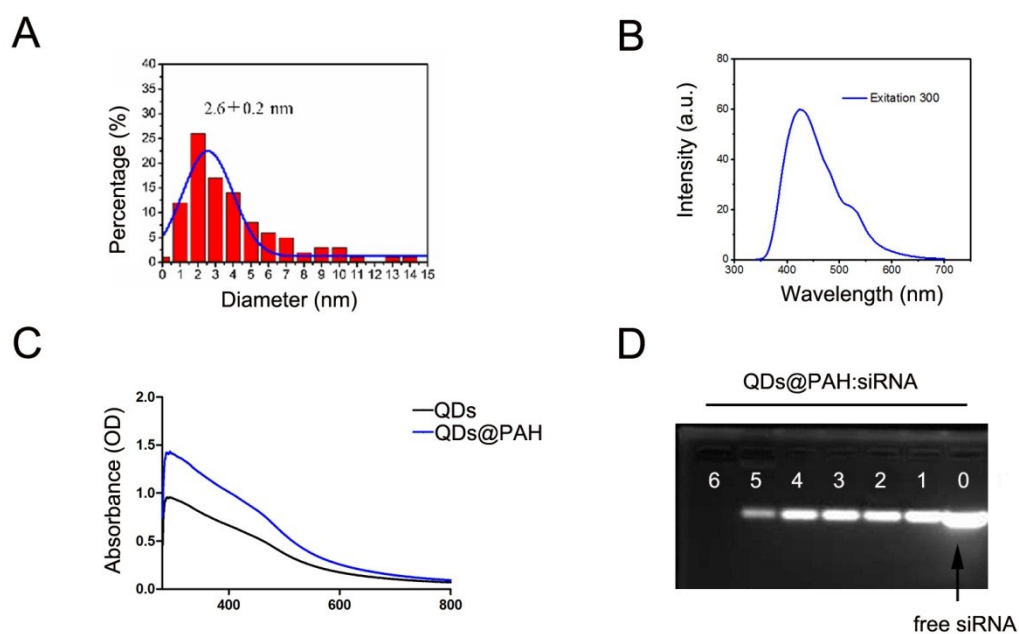 A
40
35
30
25
20
15
10
5
0
2.6+0.2 nm
Percentage (%)
0 1 2 3 4 5 6 7 8 9 10 11 12 13 14 15
Diameter (nm)
B
80
60
40
20
0
Exitation 300
Intensity (a.u.)
300 400 500 600 700
Wavelength (nm)
C
2.0
1.5
1.0
0.5
0.0
QDs
QDs@PAH
Absorbance (OD)
400 600 800
D
QDs@PAH:siRNA
6 5 4 3 2 1 0
free siRNA